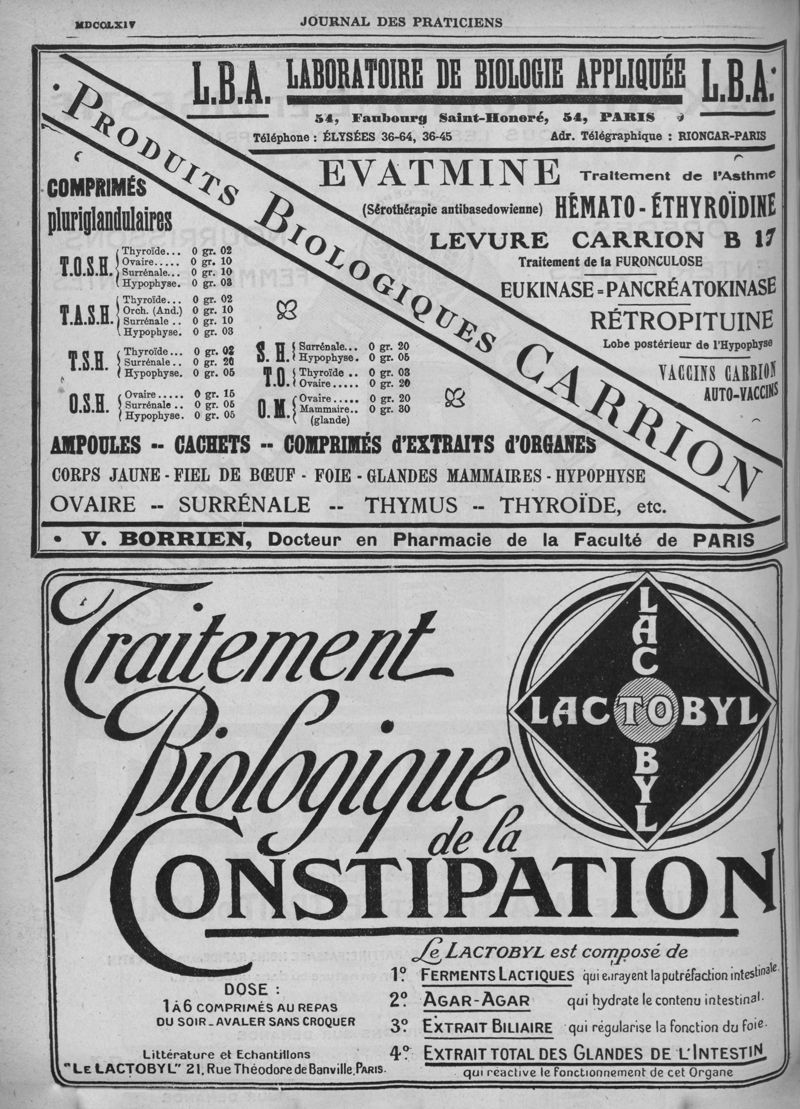 MDCCLXIV
JOURNAL DES PRATICIENS
L.B.A. LABORATOIRE DE BIOLOGIE APPLIQUÉE L.B.A.
54, Faubourg Saint-Honoré, 54, PARIS
Téléphone : ÉLYSÉES 36-64, 36-45 Adr. Télégraphique : RIONCAR-PARIS
PRODUITS BIOLOGIQUES CARRION
EVATMINE Traitement de l'Asthme
(Sérothérapie antibasedowienne) HÉMATO-ÉTHYROÏDINE
LEVURE CARRION B 17
Traitement de la FURONCULOSE
EUKINASE=PANCRÉATOKINASE
RÉTROPITUINE
Lobe postérieur de l'Hypophyse
VACCINS CARRION
AUTO-VACCINS
COMPRIMÉS
pluriglandulaires
T.O.S.H.
Thyroïde... 0 gr. 02
Ovaire..... 0 gr. 10
Surrénale.. 0 gr. 10
Hypophyse. 0 gr. 03
T.A.S.H.
Thyroïde... 0 gr. 02
Orch. (And.) 0 gr. 10
Surrénale .. 0 gr. 10
Hypophyse. 0 gr. 03
T.S.H.
Thyroïde... 0 gr. 02
Surrénale .. 0 gr. 20
Hypophyse. 0 gr. 05
O.S.H.
Ovaire..... 0 gr. 15
Surrénale .. 0 gr. 05
Hypophyse. 0 gr. 05
S. H.
Surrénale.. 0 gr. 20
Hypophyse. 0 gr. 05
T.O.
Thyroïde .. 0 gr. 03
Ovaire..... 0 gr. 20
O.M.
Ovaire..... 0 gr. 20
Mammaire.. 0 gr. 30
(glande)
AMPOULES -- CACHETS -- COMPRIMÉS d'EXTRAITS d'ORGANES
CORPS JAUNE - FIEL DE BŒUF - FOIE - GLANDES MAMMAIRES - HYPOPHYSE
OVAIRE -- SURRÉNALE -- THYMUS -- THYROÏDE, etc.
• V. BORRIEN, Docteur en Pharmacie de la Faculté de PARIS
Traitement
Biologique
de la
CONSTIPATION
LACTOBYL
LACTOBYL
Le LACTOBYL est composé de
1º FERMENTS LACTIQUES qui enrayent la putréfaction intestinale.
2º AGAR-AGAR qui hydrate le contenu intestinal.
3º EXTRAIT BILIAIRE qui régularise la fonction du foie.
4º EXTRAIT TOTAL DES GLANDES DE L'INTESTIN
qui réactive le fonctionnement de cet Organe
DOSE :
1 À 6 COMPRIMÉS AU REPAS
DU SOIR - AVALER SANS CROQUER
Littérature et Echantillons
"LE LACTOBYL" 21, Rue Théodore de Banville, PARIS.